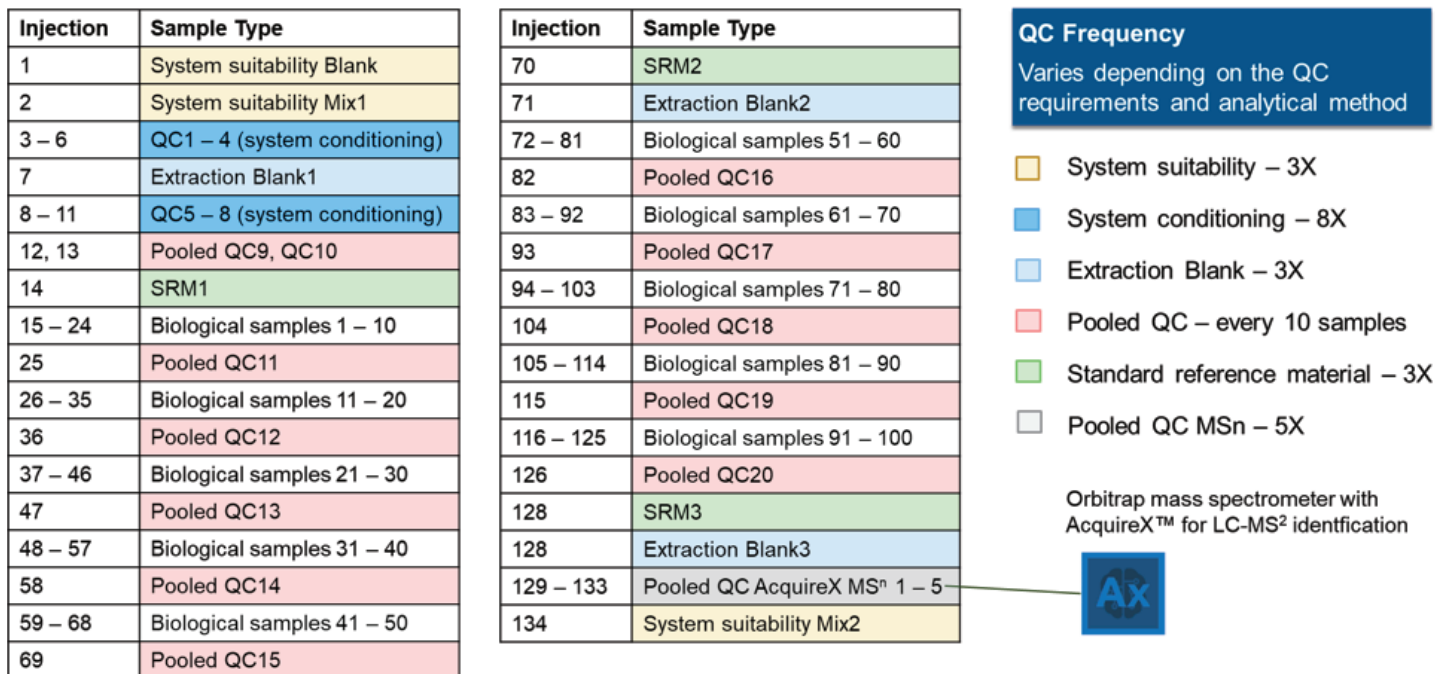 Injection Sample Type
1 System suitability Blank
2 System suitability Mix1
3 – 6 QC1 – 4 (system conditioning)
7 Extraction Blank1
8 – 11 QC5 – 8 (system conditioning)
12, 13 Pooled QC9, QC10
14 SRM1
15 – 24 Biological samples 1 – 10
25 Pooled QC11
26 – 35 Biological samples 11 – 20
36 Pooled QC12
37 – 46 Biological samples 21 – 30
47 Pooled QC13
48 – 57 Biological samples 31 – 40
58 Pooled QC14
59 – 68 Biological samples 41 – 50
69 Pooled QC15
Injection Sample Type
70 SRM2
71 Extraction Blank2
72 – 81 Biological samples 51 – 60
82 Pooled QC16
83 – 92 Biological samples 61 – 70
93 Pooled QC17
94 – 103 Biological samples 71 – 80
104 Pooled QC18
105 – 114 Biological samples 81 – 90
115 Pooled QC19
116 – 125 Biological samples 91 – 100
126 Pooled QC20
128 SRM3
128 Extraction Blank3
129 – 133 Pooled QC AcquireX MSⁿ 1 – 5
134 System suitability Mix2
QC Frequency
Varies depending on the QC
requirements and analytical method
System suitability – 3X
System conditioning – 8X
Extraction Blank – 3X
Pooled QC – every 10 samples
Standard reference material – 3X
Pooled QC MSn – 5X
Orbitrap mass spectrometer with
AcquireX™ for LC-MS² identfication
Ax